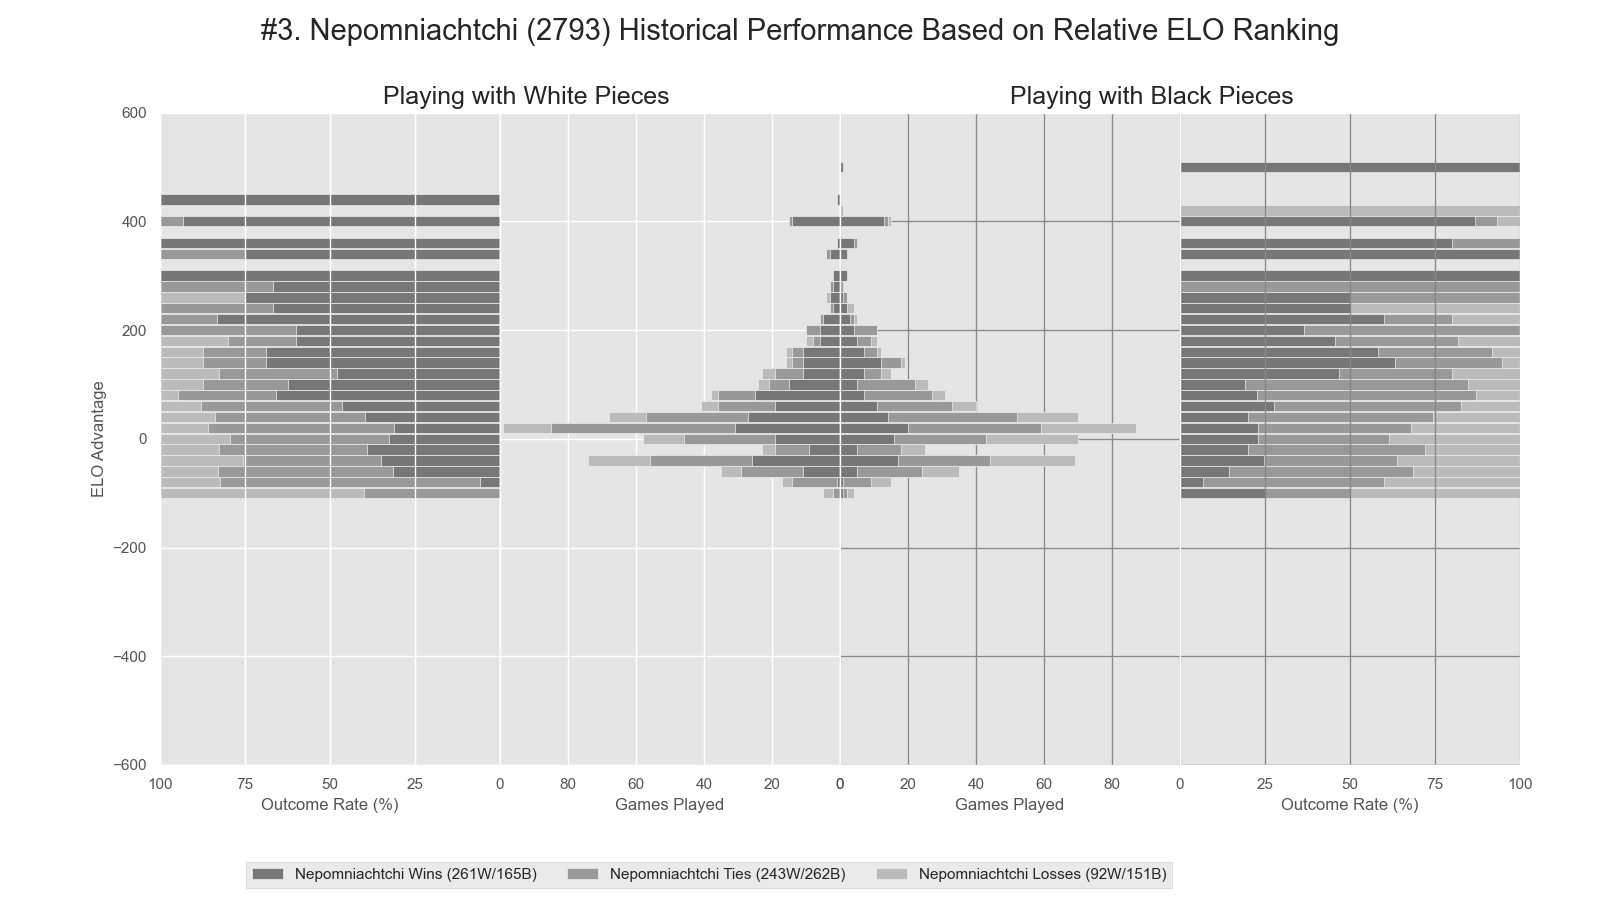 #3. Nepomniachtchi (2793) Historical Performance Based on Relative ELO Ranking
Playing with White Pieces
Playing with Black Pieces
600
400
200
0
−200
−400
−600
ELO Advantage
100 75 50 25 0 80 60 40 20 0 0 20 40 60 80 0 25 50 75 100
Outcome Rate (%) Games Played Games Played Outcome Rate (%)
Nepomniachtchi Wins (261W/165B) Nepomniachtchi Ties (243W/262B) Nepomniachtchi Losses (92W/151B)